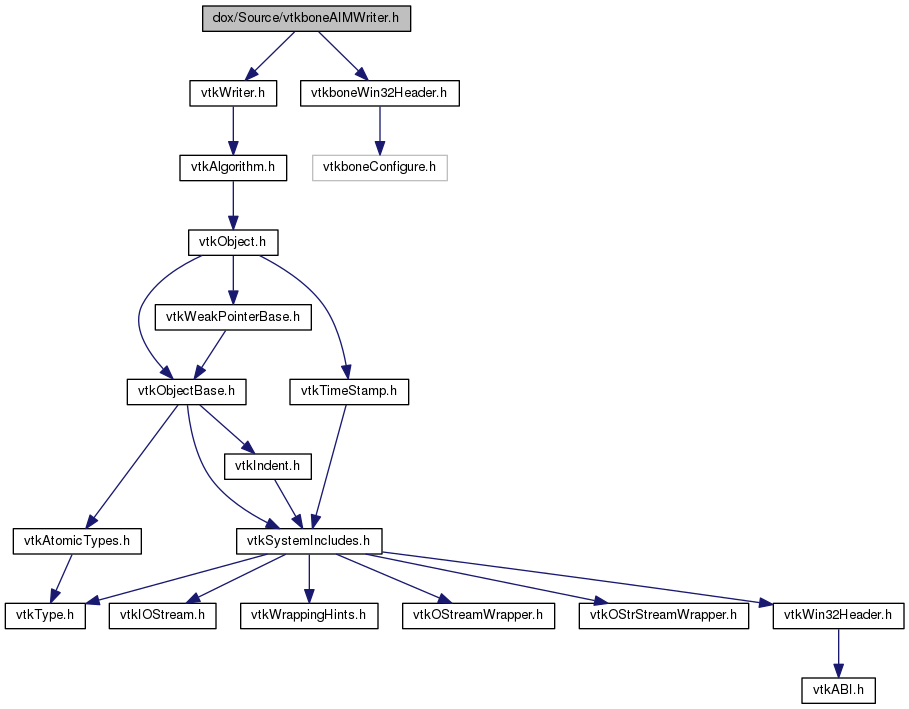 dox/Source/vtkboneAIMWriter.h
vtkWriter.h
vtkboneWin32Header.h
vtkAlgorithm.h
vtkboneConfigure.h
vtkObject.h
vtkWeakPointerBase.h
vtkObjectBase.h
vtkTimeStamp.h
vtkIndent.h
vtkAtomicTypes.h
vtkSystemIncludes.h
vtkType.h
vtkIOStream.h
vtkWrappingHints.h
vtkOStreamWrapper.h
vtkOStrStreamWrapper.h
vtkWin32Header.h
vtkABI.h